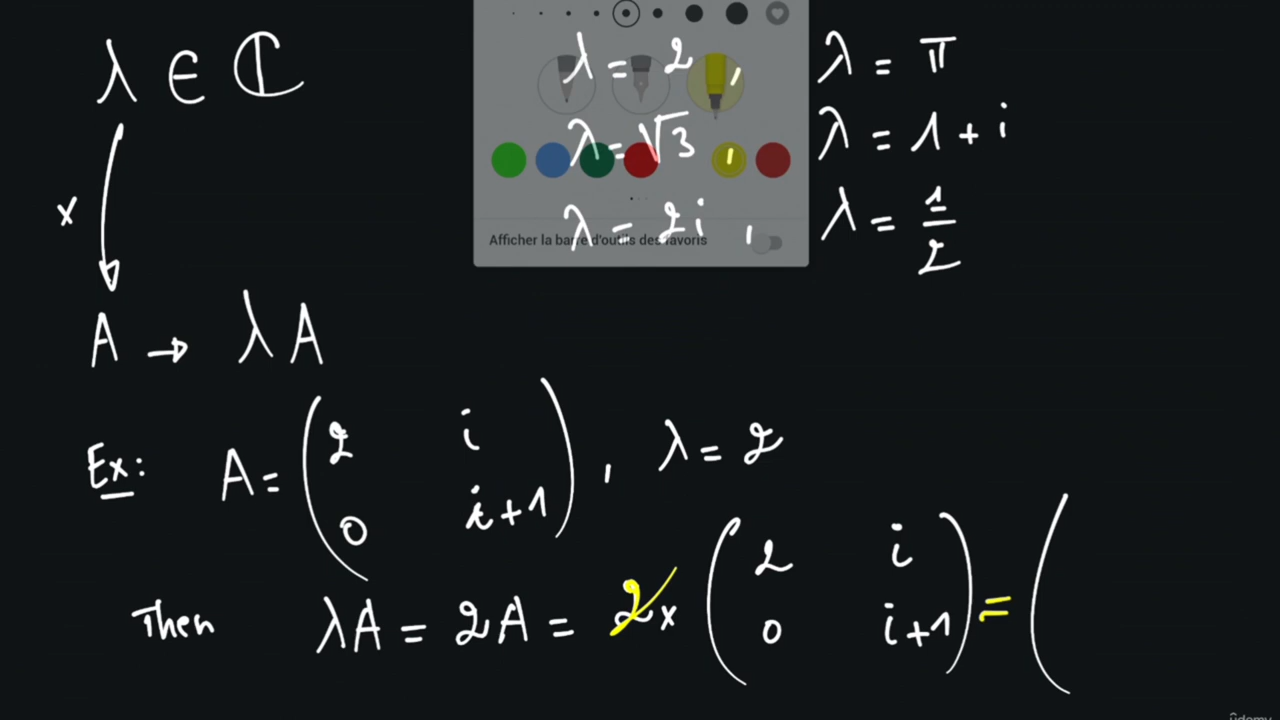 λ ∈ ℂ
λ = 2 , λ = π
λ = √3 , λ = 1 + i
λ = 2i , λ = 1/2
Afficher la barre d'outils des favoris
x
A → λ A
Ex: A = ( 2 i ; 0 i+1 ) , λ = 2
Then λA = 2A = 2 x ( 2 i ; 0 i+1 ) = (
ûdemy